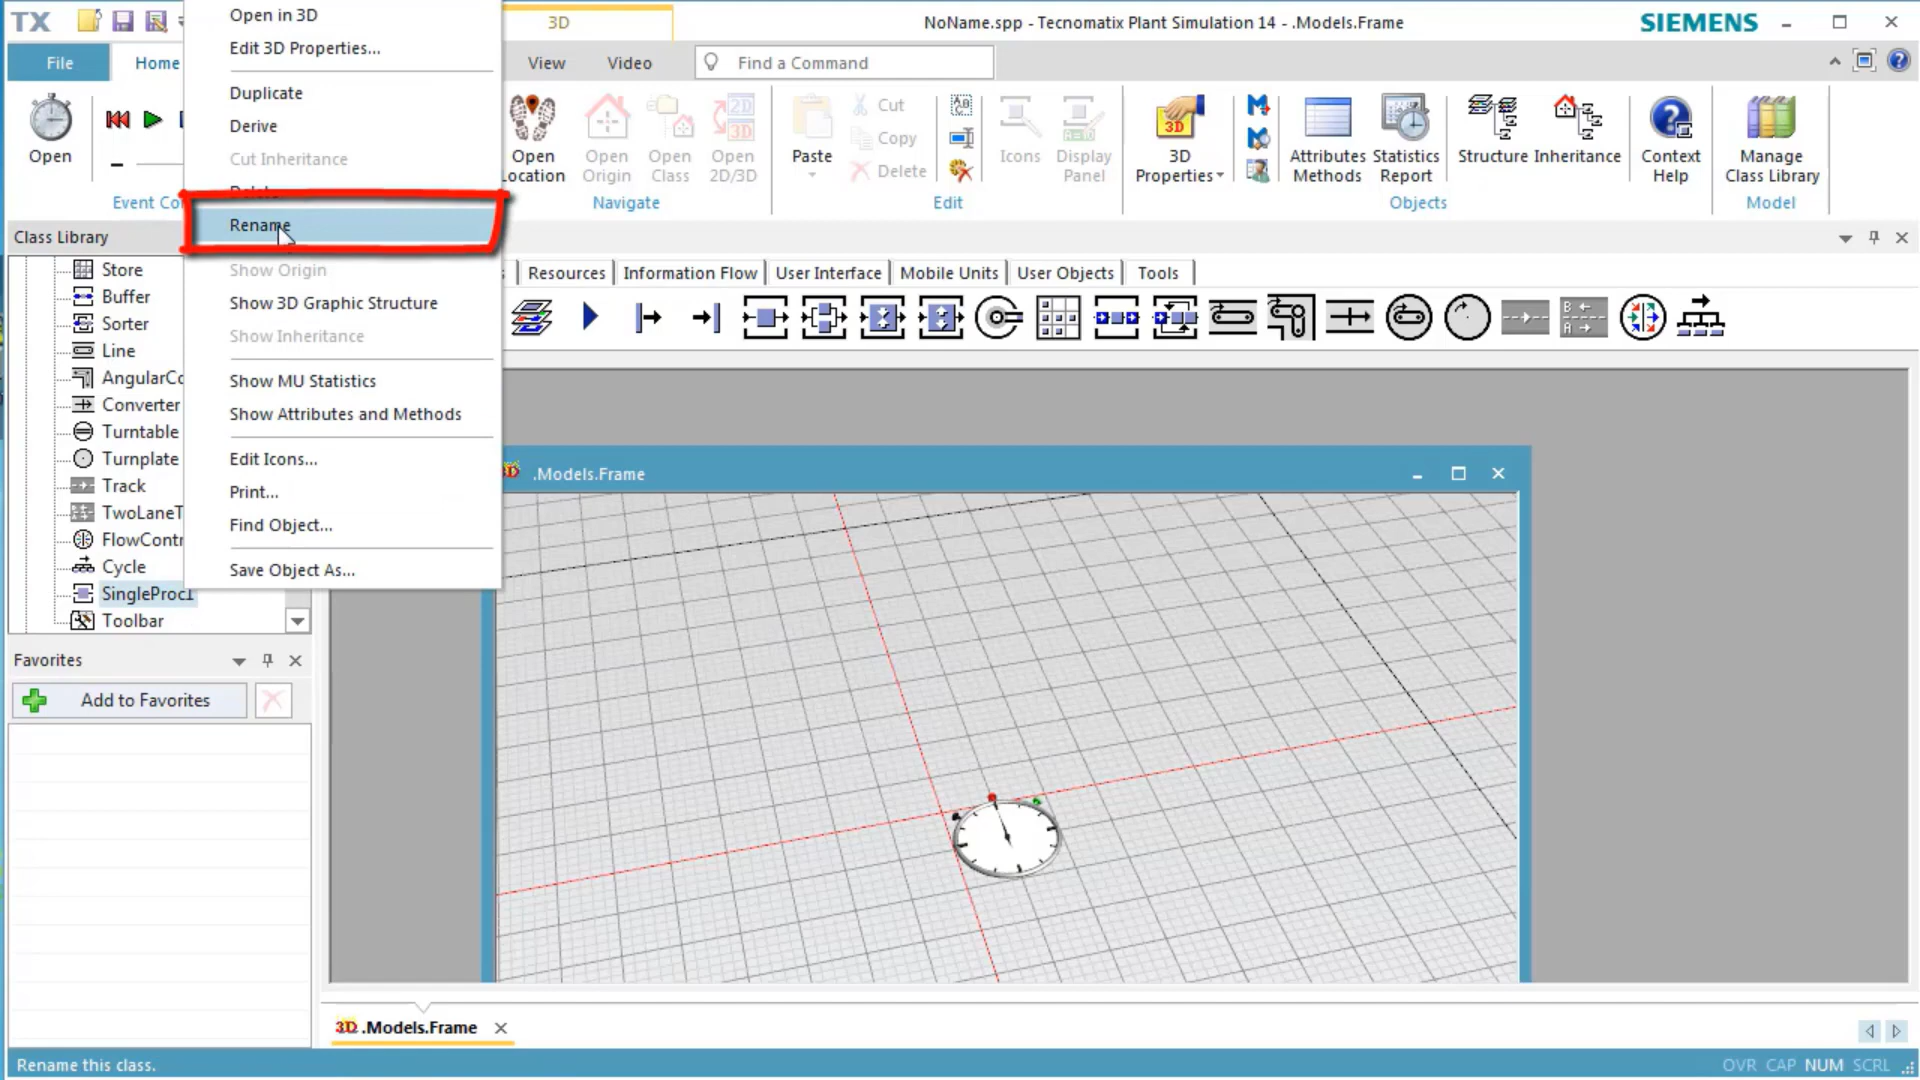 TX
Open in 3D
3D
NoName.spp - Tecnomatix Plant Simulation 14 - .Models.Frame
SIEMENS
Edit 3D Properties...
File
Home
View
Video
Find a Command
Duplicate
Derive
Cut Inheritance
Delete
Rename
Show Origin
Show 3D Graphic Structure
Show Inheritance
Show MU Statistics
Show Attributes and Methods
Edit Icons...
Print...
Find Object...
Save Object As...
Open
Open Location
Open Origin
Open Class
Open 2D/3D
Paste
Cut
Copy
Delete
Icons
Display Panel
3D Properties
Attributes Methods
Statistics Report
Structure
Inheritance
Context Help
Manage Class Library
Event Co
Navigate
Edit
Objects
Model
Class Library
Resources
Information Flow
User Interface
Mobile Units
User Objects
Tools
Store
Buffer
Sorter
Line
AngularCo
Converter
Turntable
Turnplate
Track
TwoLaneT
FlowContr
Cycle
SingleProc1
Toolbar
.Models.Frame
Favorites
Add to Favorites
3D .Models.Frame
Rename this class.
OVR CAP NUM SCRL